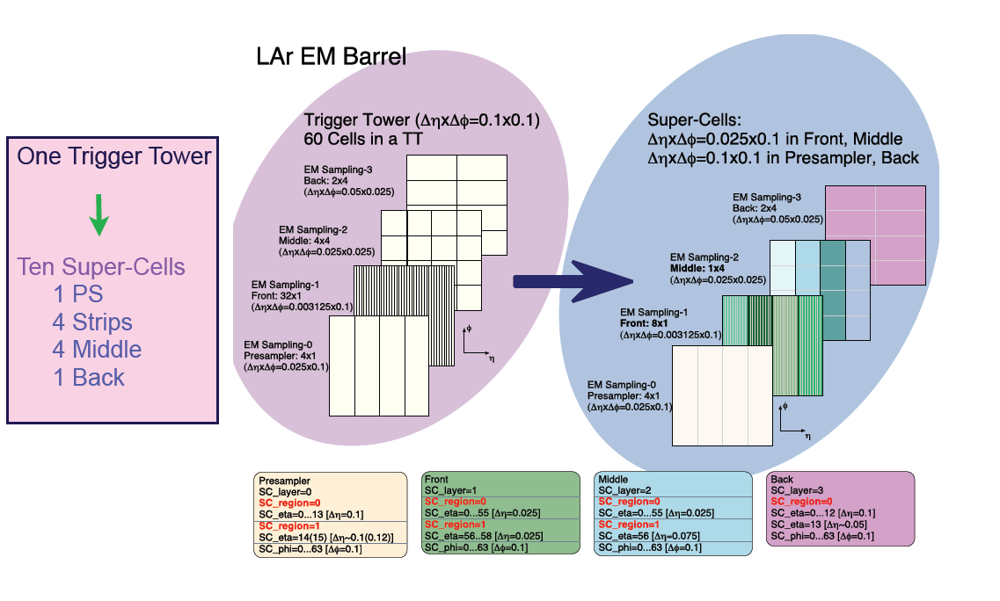 LAr EM Barrel
One Trigger Tower
Ten Super-Cells
1 PS
4 Strips
4 Middle
1 Back
Trigger Tower (ΔηxΔϕ=0.1x0.1)
60 Cells in a TT
EM Sampling-3
Back: 2x4
(ΔηxΔϕ=0.05x0.025)
EM Sampling-2
Middle: 4x4
(ΔηxΔϕ=0.025x0.025)
EM Sampling-1
Front: 32x1
(ΔηxΔϕ=0.003125x0.1)
EM Sampling-0
Presampler: 4x1
(ΔηxΔϕ=0.025x0.1)
ϕ
η
Super-Cells:
ΔηxΔϕ=0.025x0.1 in Front, Middle
ΔηxΔϕ=0.1x0.1 in Presampler, Back
EM Sampling-3
Back: 2x4
(ΔηxΔϕ=0.05x0.025)
EM Sampling-2
Middle: 1x4
(ΔηxΔϕ=0.025x0.025)
EM Sampling-1
Front: 8x1
(ΔηxΔϕ=0.003125x0.1)
EM Sampling-0
Presampler: 4x1
(ΔηxΔϕ=0.025x0.1)
ϕ
η
Presampler
SC_layer=0
SC_region=0
SC_eta=0...13 [Δη=0.1]
SC_region=1
SC_eta=14(15) [Δη~0.1(0.12)]
SC_phi=0...63 [Δϕ=0.1]
Front
SC_layer=1
SC_region=0
SC_eta=0...55 [Δη=0.025]
SC_region=1
SC_eta=56..58 [Δη=0.025]
SC_phi=0...63 [Δϕ=0.1]
Middle
SC_layer=2
SC_region=0
SC_eta=0...55 [Δη=0.025]
SC_region=1
SC_eta=56 [Δη=0.075]
SC_phi=0...63 [Δϕ=0.1]
Back
SC_layer=3
SC_region=0
SC_eta=0...12 [Δη=0.1]
SC_eta=13 [Δη~0.05]
SC_phi=0...63 [Δϕ=0.1]